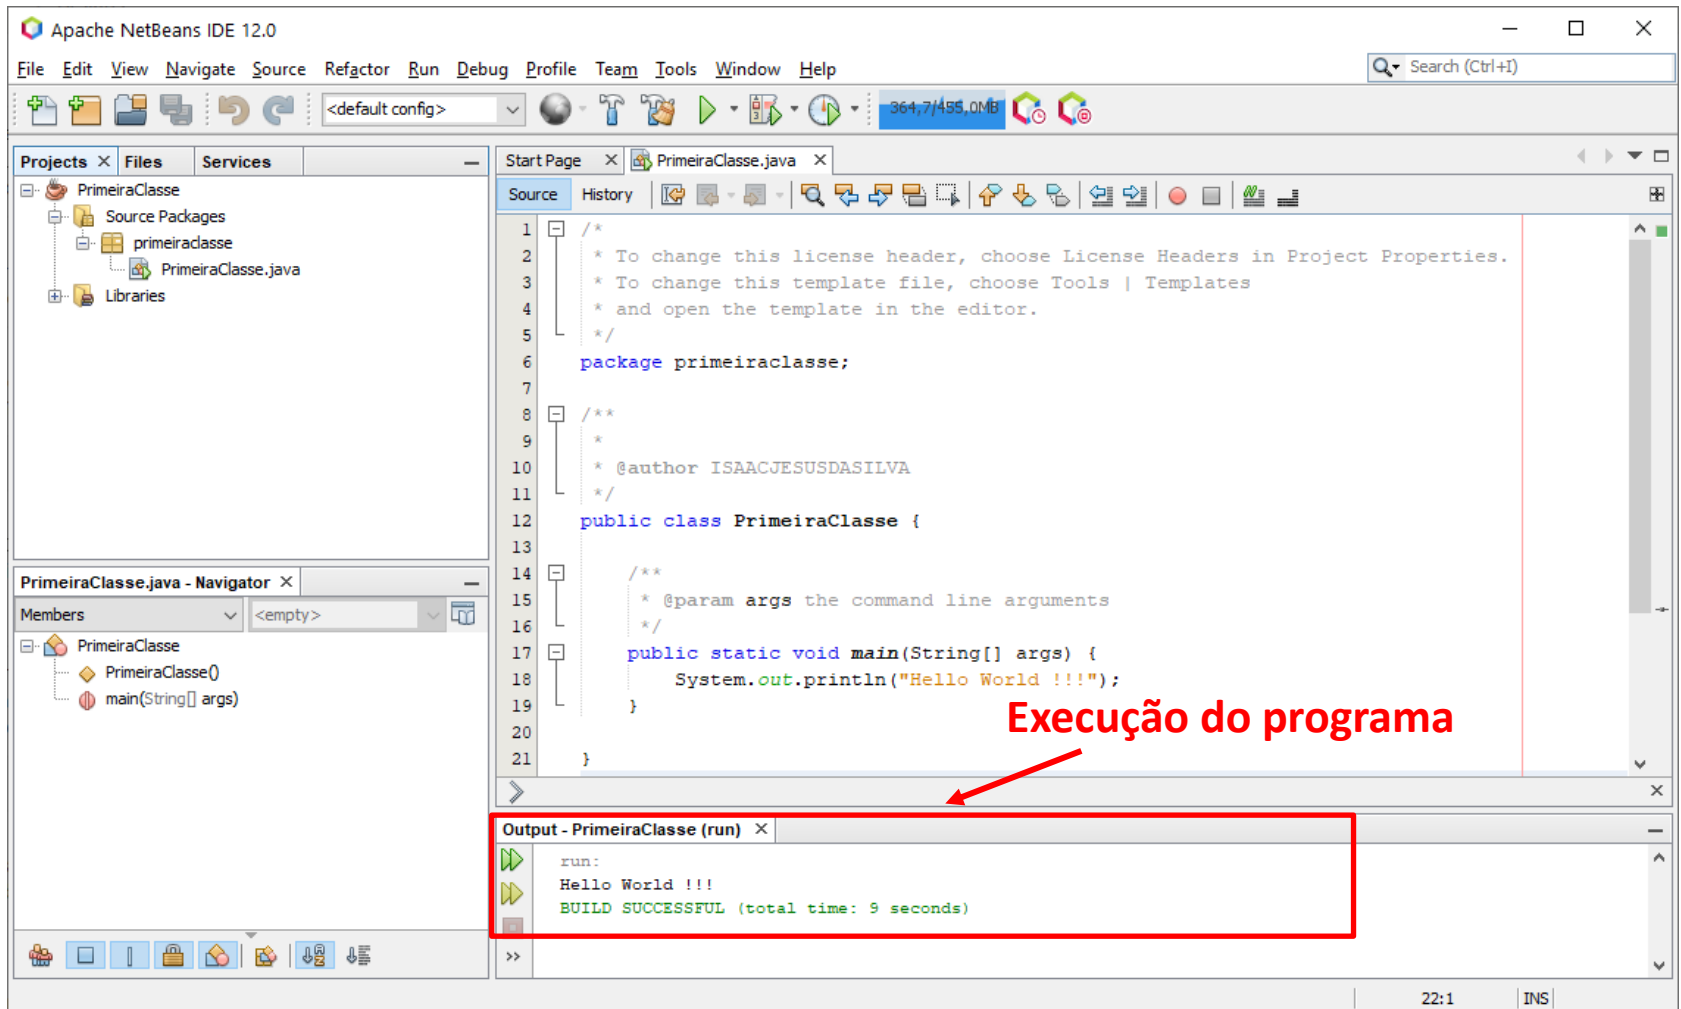 Apache NetBeans IDE 12.0
File Edit View Navigate Source Refactor Run Debug Profile Team Tools Window Help
Search (Ctrl+I)
<default config>
364,7/455,0MB
Projects Files Services
PrimeiraClasse
Source Packages
primeiraclasse
PrimeiraClasse.java
Libraries
PrimeiraClasse.java - Navigator
Members <empty>
PrimeiraClasse
PrimeiraClasse()
main(String[] args)
Start Page PrimeiraClasse.java
Source History
1 /*
2 * To change this license header, choose License Headers in Project Properties.
3 * To change this template file, choose Tools | Templates
4 * and open the template in the editor.
5 */
6 package primeiraclasse;
7
8 /**
9 *
10 * @author ISAACJESUSDASILVA
11 */
12 public class PrimeiraClasse {
13
14 /**
15 * @param args the command line arguments
16 */
17 public static void main(String[] args) {
18 System.out.println("Hello World !!!");
19 }
20
21 }
Execução do programa
Output - PrimeiraClasse (run)
run:
Hello World !!!
BUILD SUCCESSFUL (total time: 9 seconds)
22:1 INS